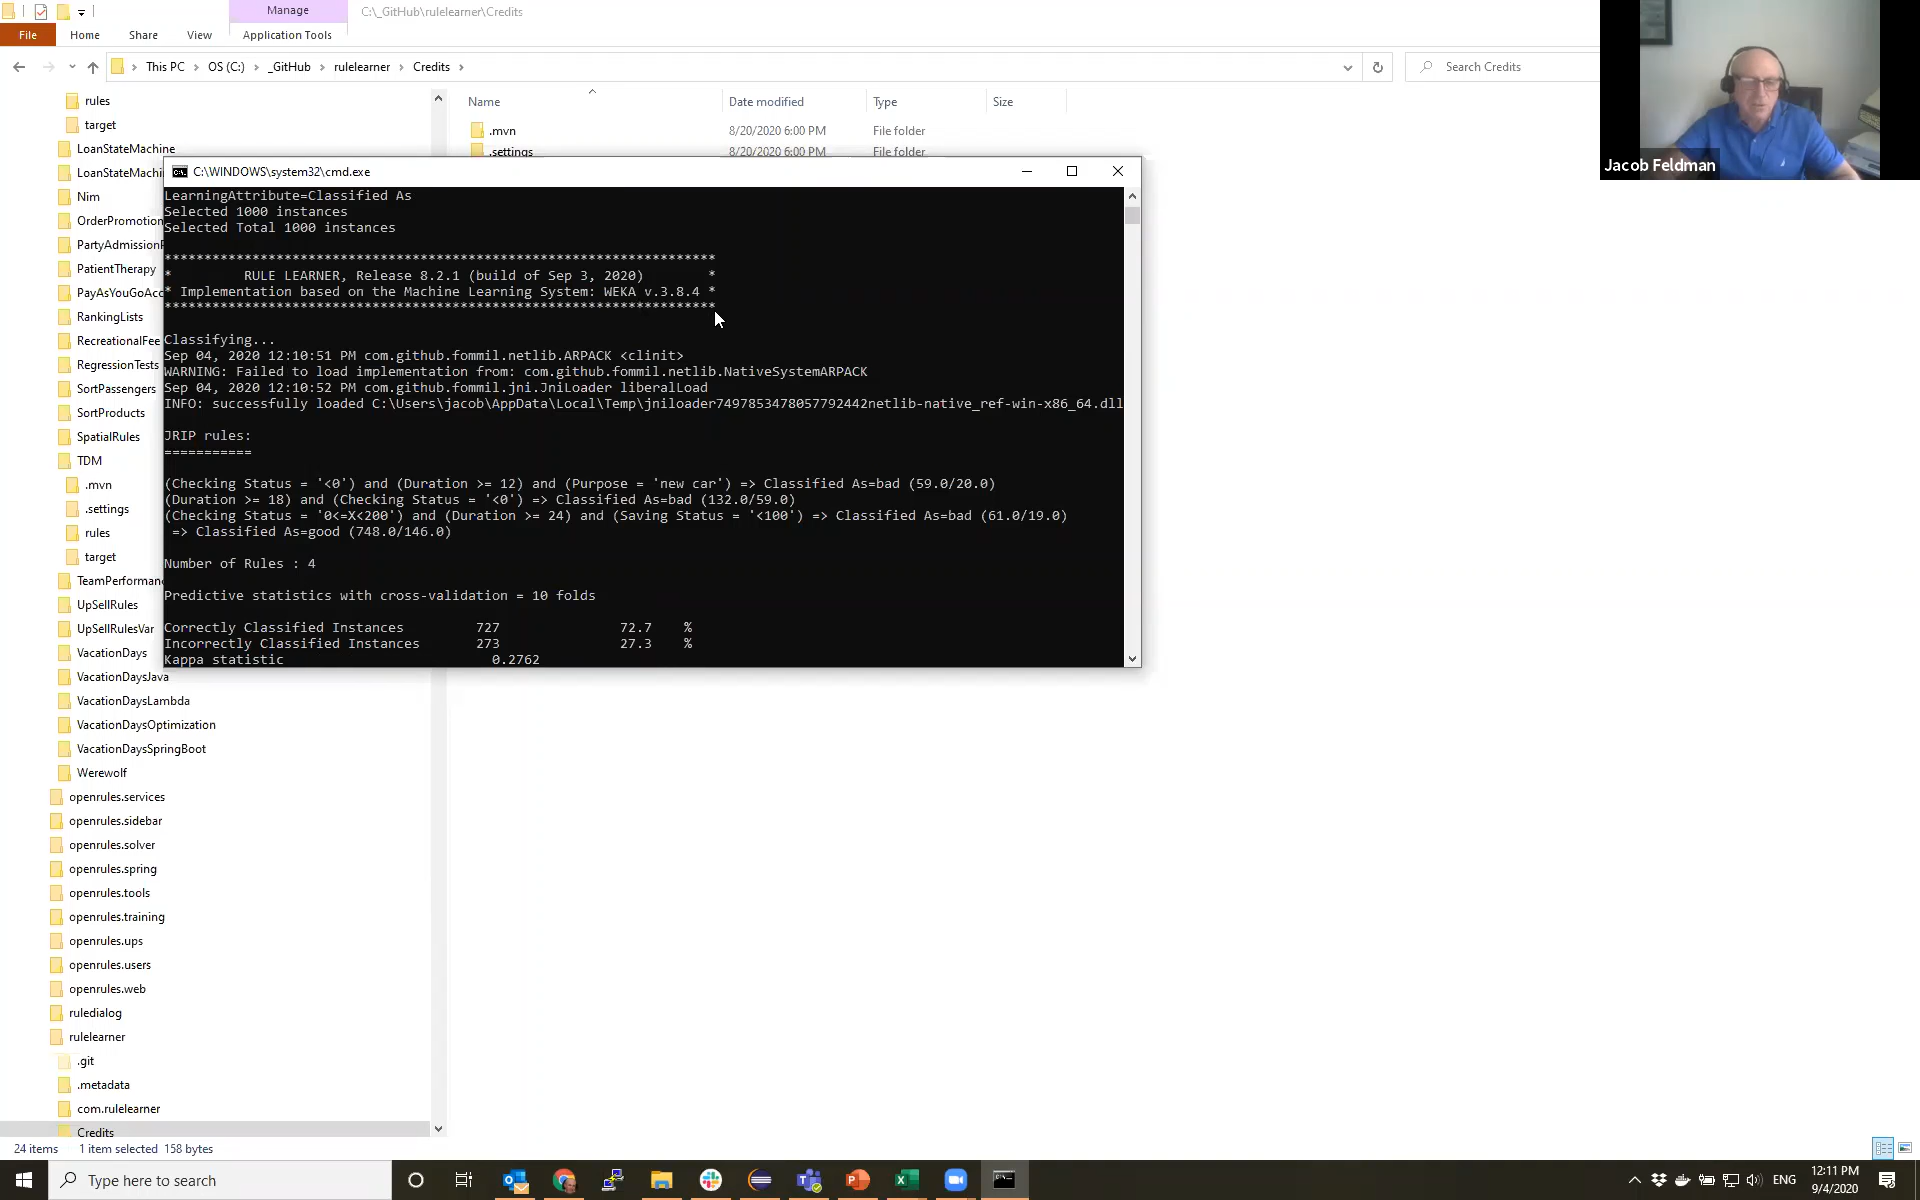 Manage
C:\_GitHub\rulelearner\Credits
File
Home
Share
View
Application Tools
This PC
OS (C:)
_GitHub
rulelearner
Credits
Search Credits
rules
target
LoanStateMachine
LoanStateMachi
Nim
OrderPromotion
PartyAdmissionP
PatientTherapy
PayAsYouGoAcc
RankingLists
RecreationalFee
RegressionTests
SortPassengers
SortProducts
SpatialRules
TDM
.mvn
.settings
rules
target
TeamPerforman
UpSellRules
UpSellRulesVar
VacationDays
VacationDaysJava
VacationDaysLambda
VacationDaysOptimization
VacationDaysSpringBoot
Werewolf
openrules.services
openrules.sidebar
openrules.solver
openrules.spring
openrules.tools
openrules.training
openrules.ups
openrules.users
openrules.web
ruledialog
rulelearner
.git
.metadata
com.rulelearner
Credits
Name Date modified Type Size
.mvn 8/20/2020 6:00 PM File folder
.settings 8/20/2020 6:00 PM File folder
C:\WINDOWS\system32\cmd.exe
LearningAttribute=Classified As
Selected 1000 instances
Selected Total 1000 instances
*********************************************************************
* RULE LEARNER, Release 8.2.1 (build of Sep 3, 2020) *
* Implementation based on the Machine Learning System: WEKA v.3.8.4 *
*********************************************************************
Classifying...
Sep 04, 2020 12:10:51 PM com.github.fommil.netlib.ARPACK <clinit>
WARNING: Failed to load implementation from: com.github.fommil.netlib.NativeSystemARPACK
Sep 04, 2020 12:10:52 PM com.github.fommil.jni.JniLoader liberalLoad
INFO: successfully loaded C:\Users\jacob\AppData\Local\Temp\jniloader7497853478057792442netlib-native_ref-win-x86_64.dll
JRIP rules:
===========
(Checking Status = '<0') and (Duration >= 12) and (Purpose = 'new car') => Classified As=bad (59.0/20.0)
(Duration >= 18) and (Checking Status = '<0') => Classified As=bad (132.0/59.0)
(Checking Status = '0<=X<200') and (Duration >= 24) and (Saving Status = '<100') => Classified As=bad (61.0/19.0)
=> Classified As=good (748.0/146.0)
Number of Rules : 4
Predictive statistics with cross-validation = 10 folds
Correctly Classified Instances 727 72.7 %
Incorrectly Classified Instances 273 27.3 %
Kappa statistic 0.2762
Jacob Feldman
24 items 1 item selected 158 bytes
Type here to search
ENG
12:11 PM
9/4/2020